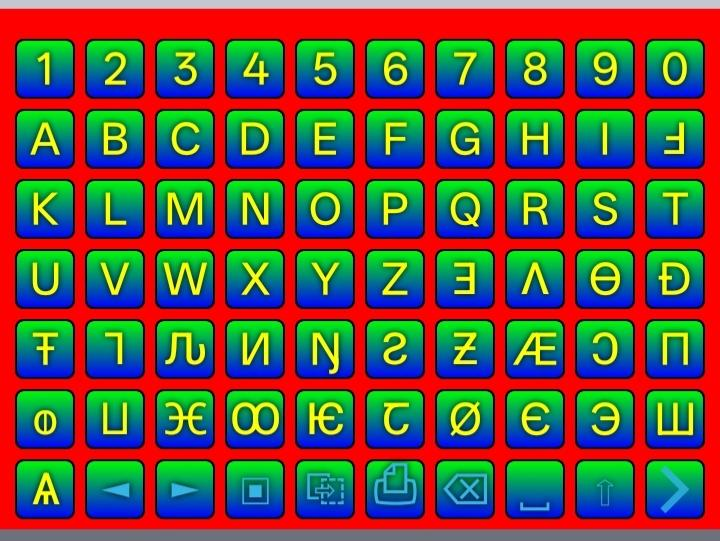 1 2 3 4 5 6 7 8 9 0
A B C D E F G H I Ⅎ
K L M N O P Q R S T
U V W X Y Z Ǝ Ʌ Ɵ Ð
Ŧ ⅂ Ԉ И Ŋ Ƨ Ƶ Æ Ɔ П
ⴲ ⵡ Ӿ Ꝏ Ѥ Ꞇ Ø Є Э Ш
Ѫ